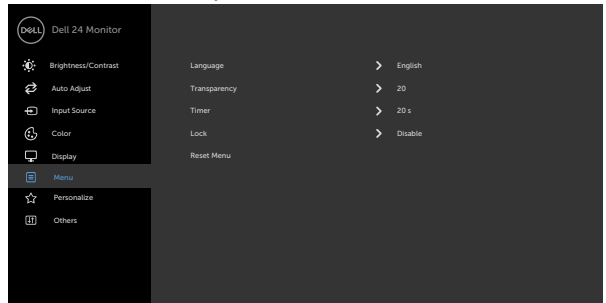 DELL Dell 24 Monitor
Brightness/Contrast
Auto Adjust
Input Source
Color
Display
Menu
Personalize
Others
Language English
Transparency 20
Timer 20 s
Lock Disable
Reset Menu